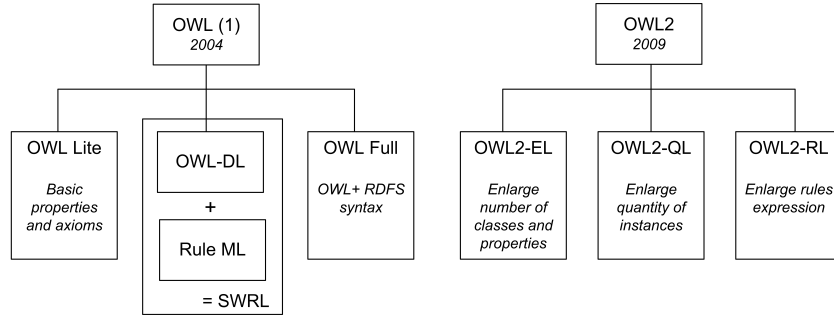 OWL (1)
2004
OWL2
2009
OWL Lite
Basic
properties
and axioms
OWL-DL
+
Rule ML
= SWRL
OWL Full
OWL+ RDFS
syntax
OWL2-EL
Enlarge
number of
classes and
properties
OWL2-QL
Enlarge
quantity of
instances
OWL2-RL
Enlarge rules
expression